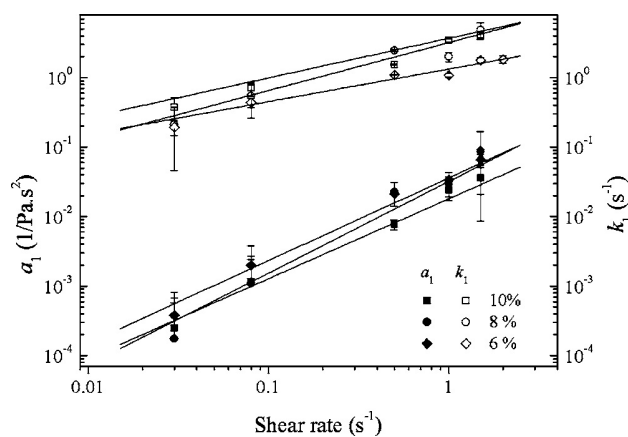 10⁰
10⁻¹
10⁻²
10⁻³
10⁻⁴
a₁ (1/Pa.s²)
10⁰
10⁻¹
10⁻²
10⁻³
10⁻⁴
k₁ (s⁻¹)
a₁ k₁
10%
8 %
6 %
0.01 0.1 1
Shear rate (s⁻¹)